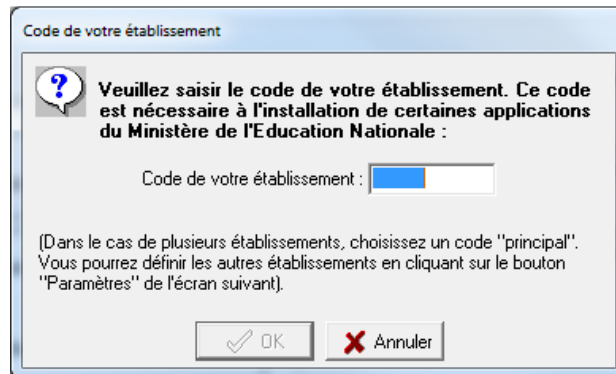 Code de votre établissement
Veuillez saisir le code de votre établissement. Ce code
est nécessaire à l'installation de certaines applications
du Ministère de l'Education Nationale :
Code de votre établissement :
(Dans le cas de plusieurs établissements, choisissez un code "principal".
Vous pourrez définir les autres établissements en cliquant sur le bouton
"Paramètres" de l'écran suivant).
OK
Annuler